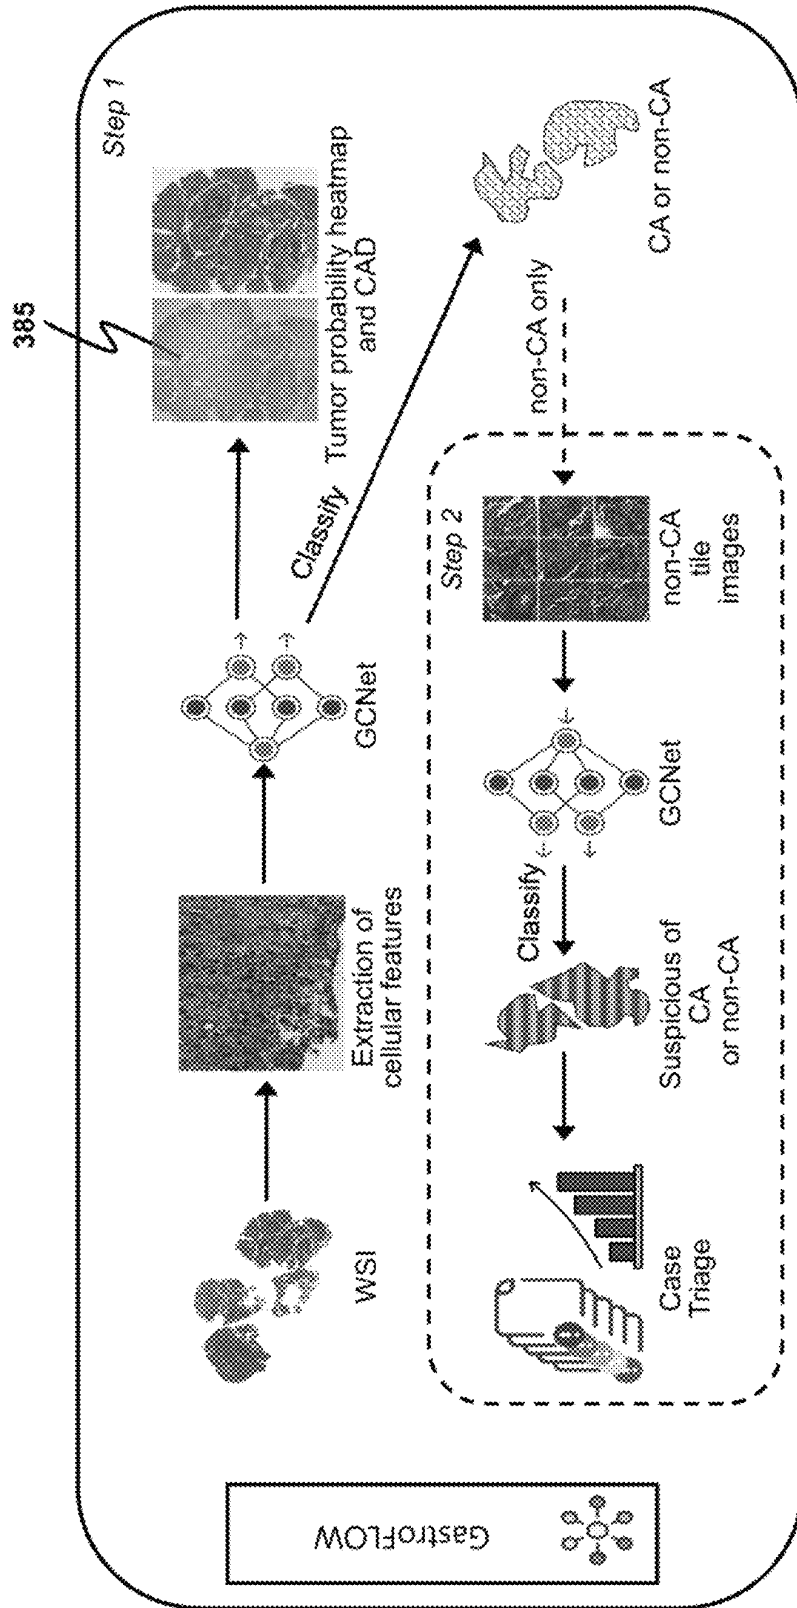 385
Step 1
WSI
Extraction of
cellular features
GCNet
Tumor probability heatmap
and CAD
Classify
CA or non-CA
non-CA only
Step 2
non-CA
tile
images
GCNet
Classify
Suspicious of
CA
or non-CA
Case
Triage
GastroFLOW